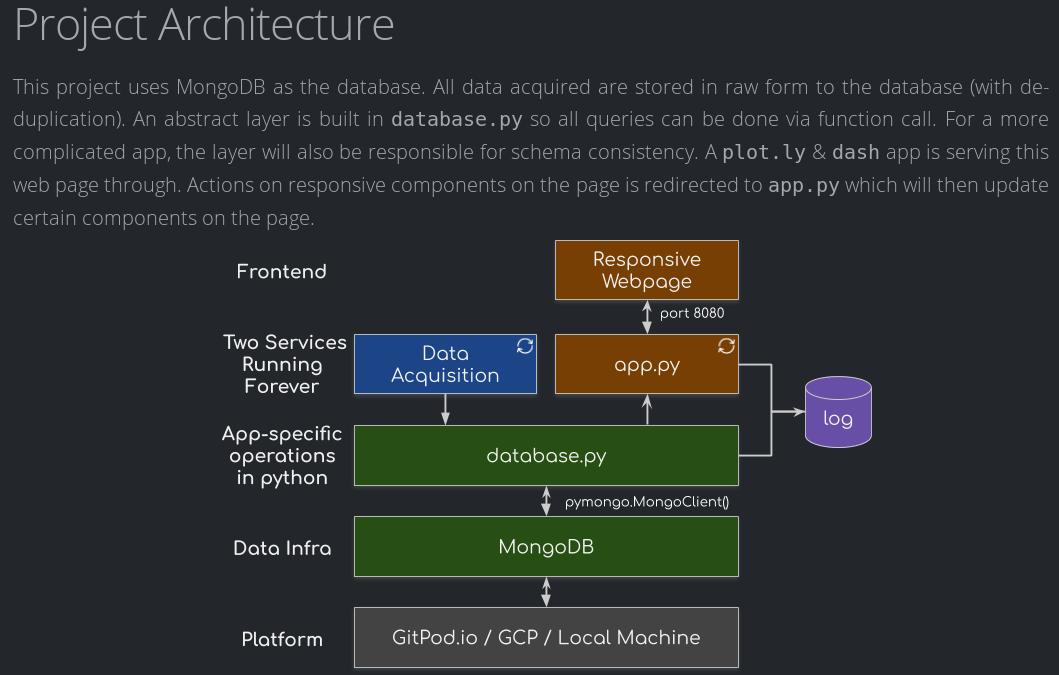 Project Architecture
This project uses MongoDB as the database. All data acquired are stored in raw form to the database (with de-
duplication). An abstract layer is built in database.py so all queries can be done via function call. For a more
complicated app, the layer will also be responsible for schema consistency. A plot.ly & dash app is serving this
web page through. Actions on responsive components on the page is redirected to app.py which will then update
certain components on the page.
Frontend
Responsive
Webpage
port 8080
Two Services
Running
Forever
Data
Acquisition
app.py
log
App-specific
operations
in python
database.py
pymongo.MongoClient()
Data Infra
MongoDB
Platform
GitPod.io / GCP / Local Machine